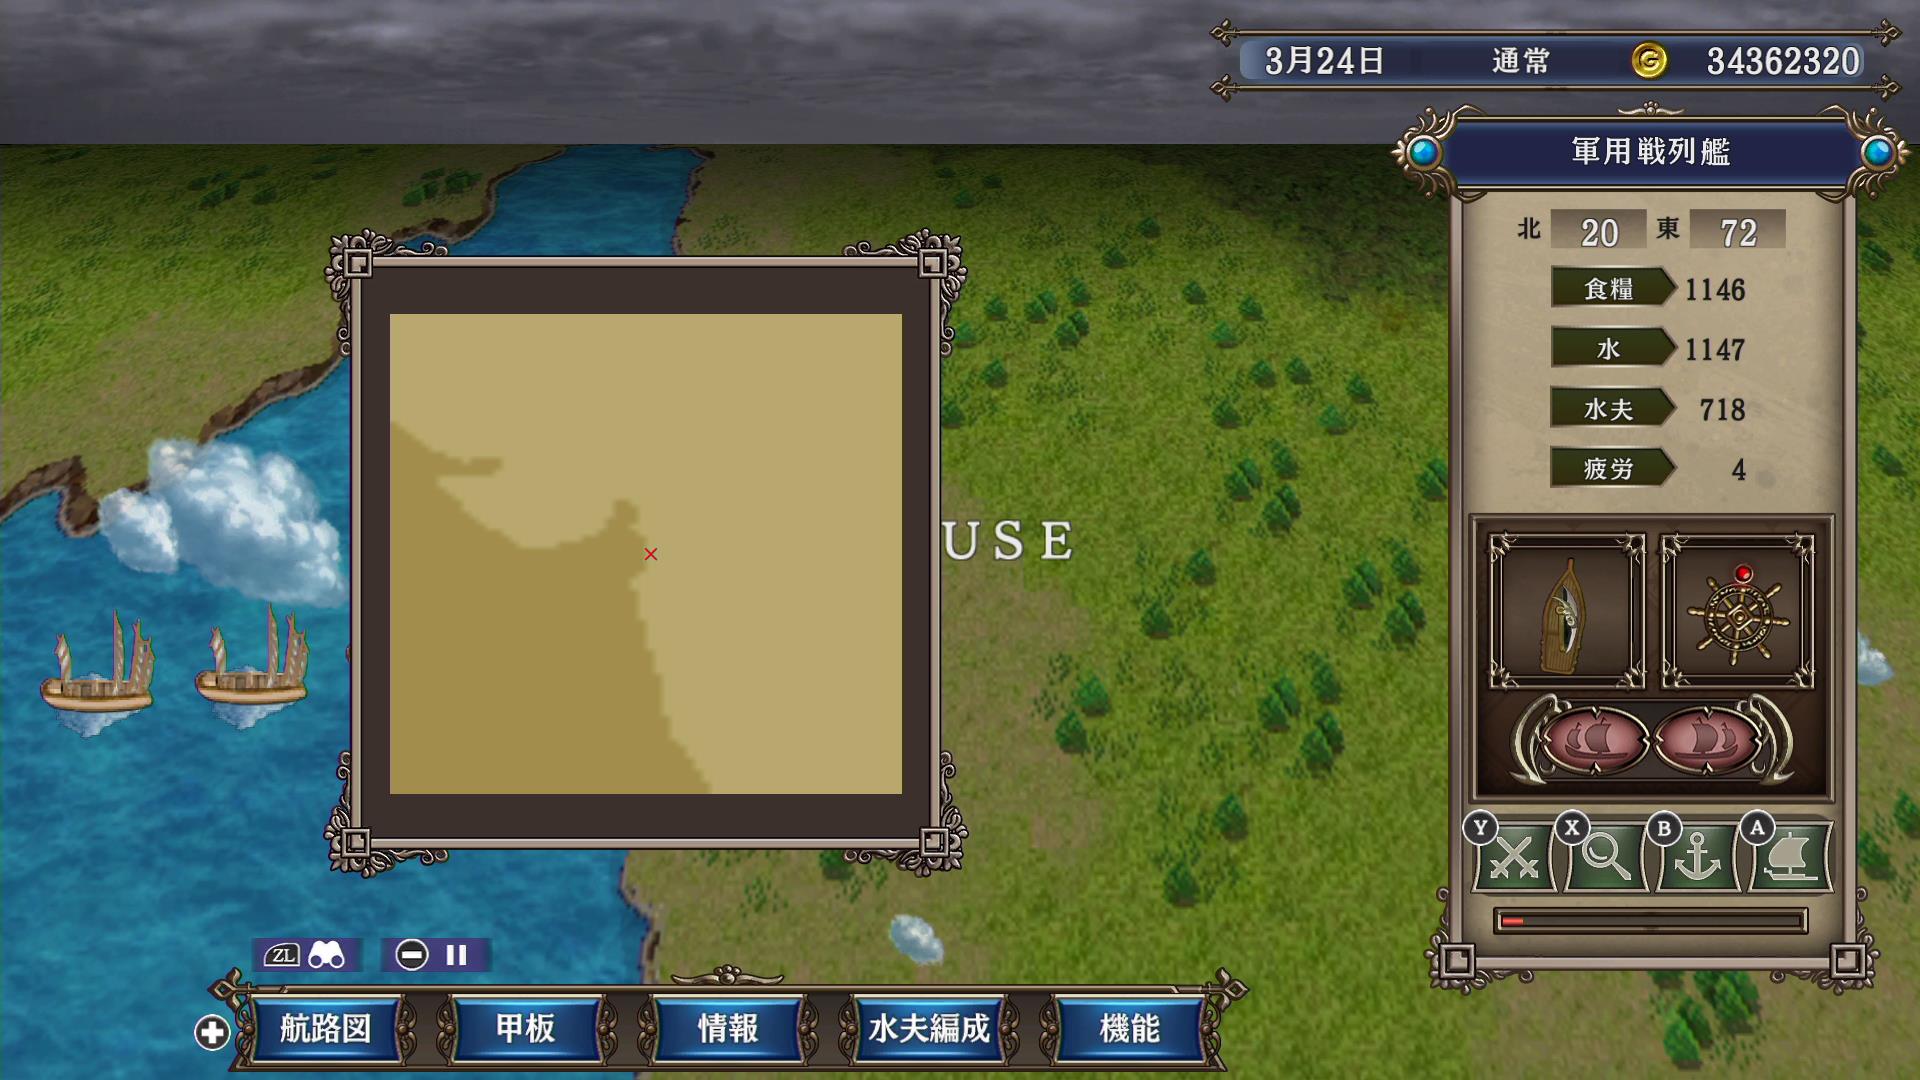 3月24日 通常 G 34362320
軍用戦列艦
北 20 東 72
食糧 1146
水 1147
水夫 718
疲労 4
USE
Y X B A
ZL
航路図 甲板 情報 水夫編成 機能